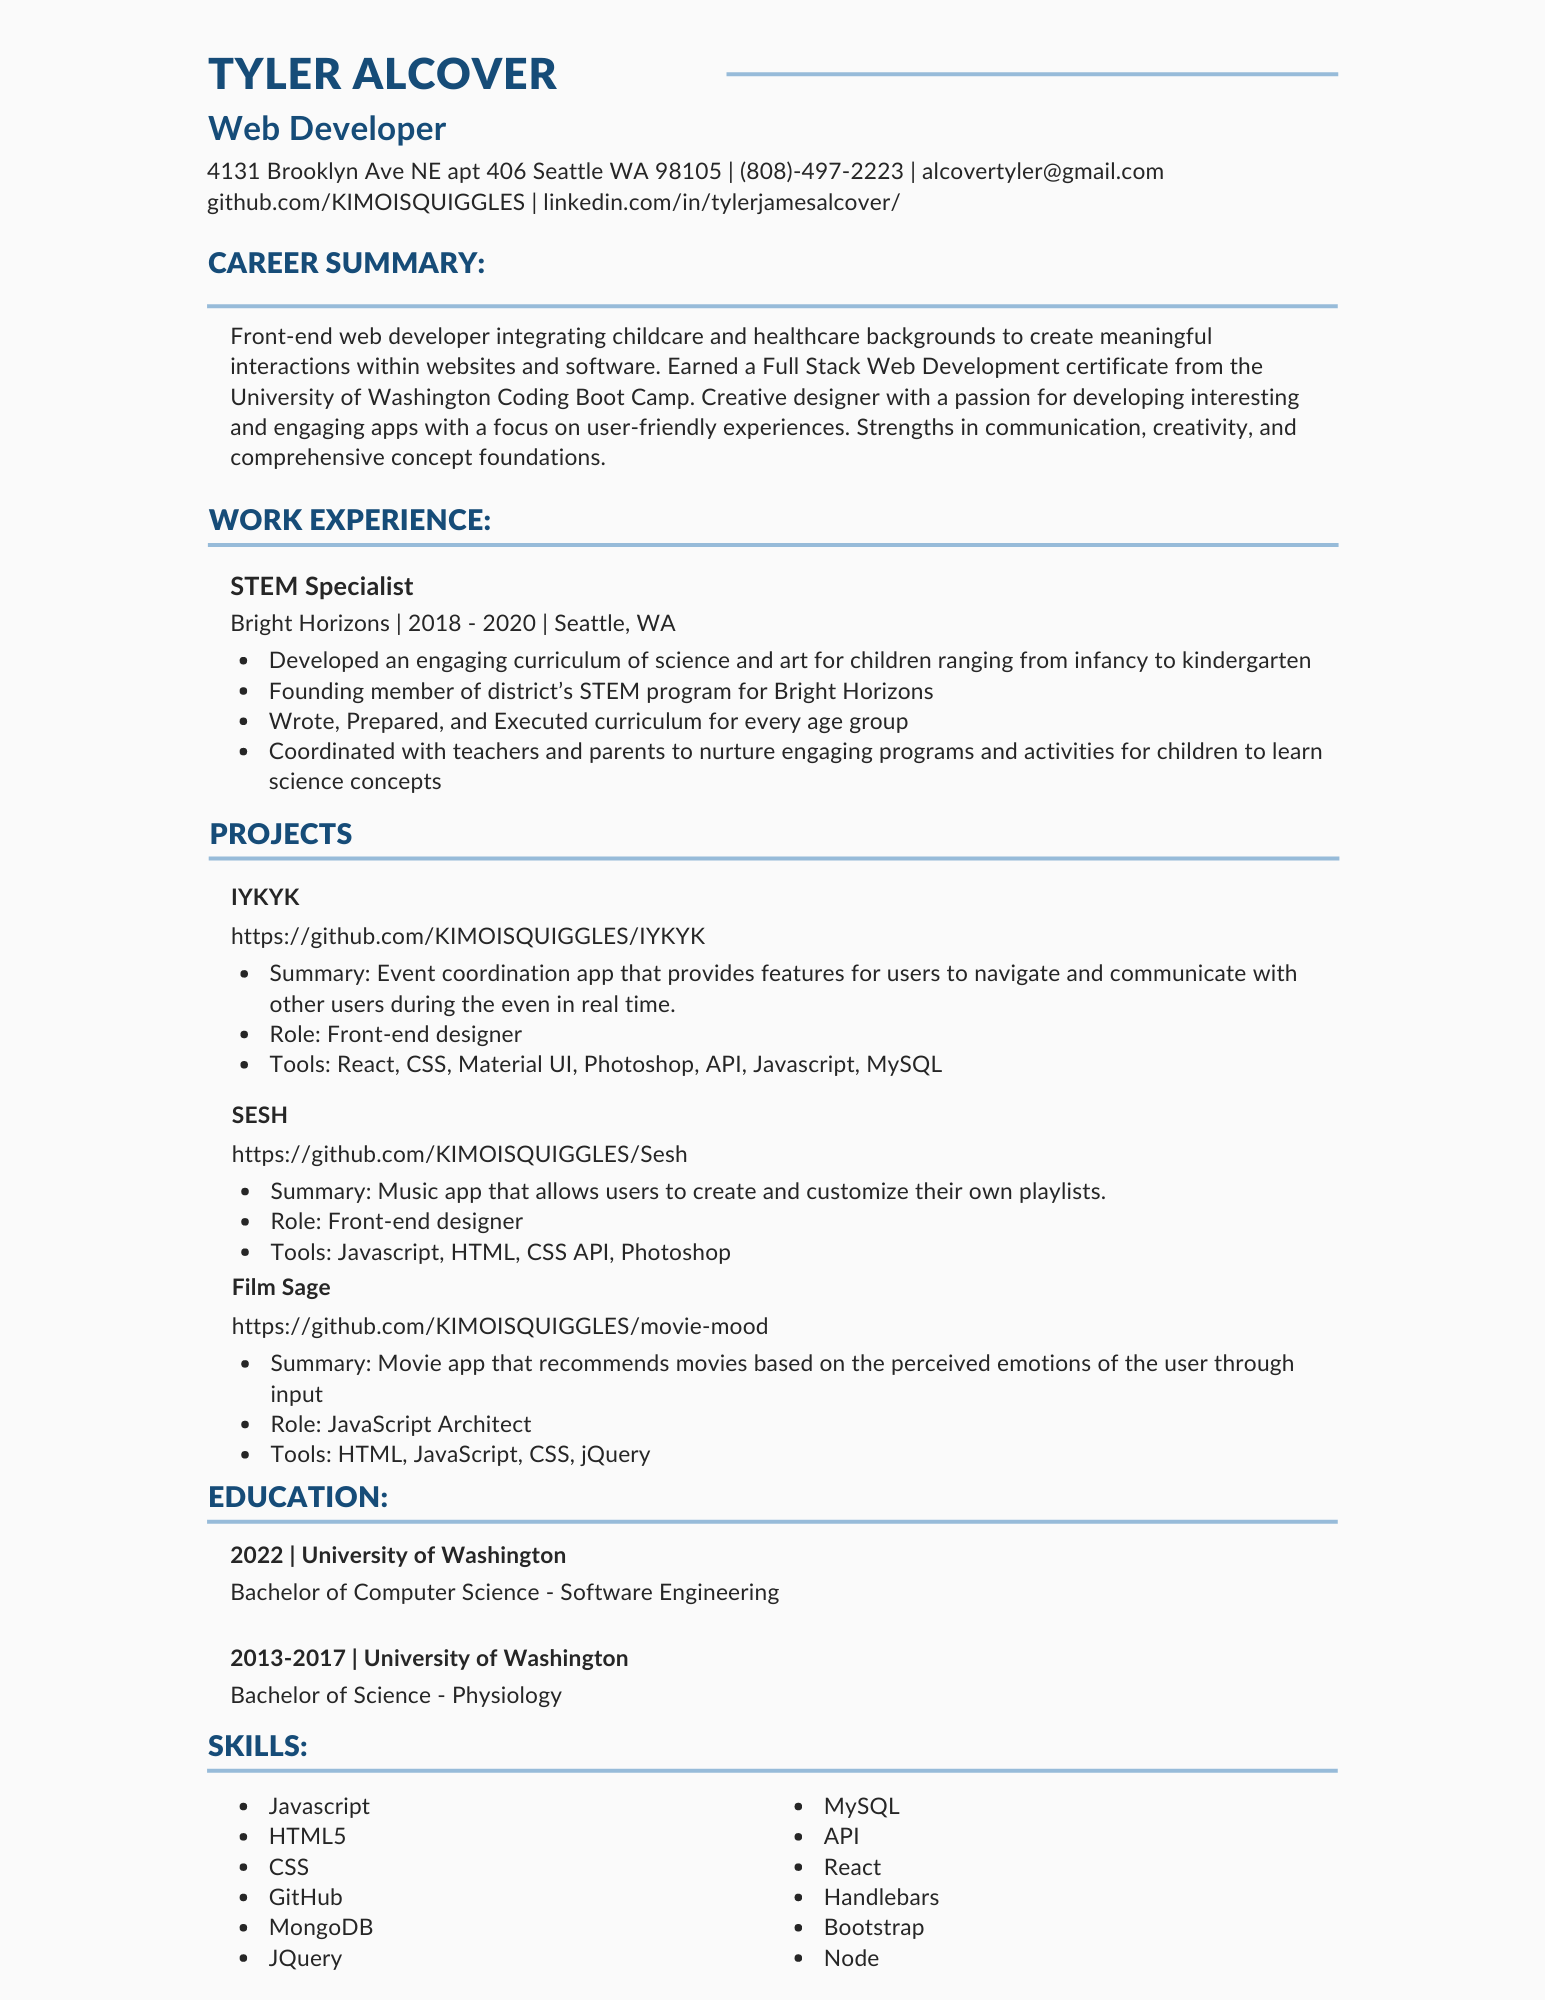 TYLER ALCOVER
Web Developer
4131 Brooklyn Ave NE apt 406 Seattle WA 98105 | (808)-497-2223 | alcovertyler@gmail.com
github.com/KIMOISQUIGGLES | linkedin.com/in/tylerjamesalcover/
CAREER SUMMARY:
Front-end web developer integrating childcare and healthcare backgrounds to create meaningful
interactions within websites and software. Earned a Full Stack Web Development certificate from the
University of Washington Coding Boot Camp. Creative designer with a passion for developing interesting
and engaging apps with a focus on user-friendly experiences. Strengths in communication, creativity, and
comprehensive concept foundations.
WORK EXPERIENCE:
STEM Specialist
Bright Horizons | 2018 - 2020 | Seattle, WA
• Developed an engaging curriculum of science and art for children ranging from infancy to kindergarten
• Founding member of district’s STEM program for Bright Horizons
• Wrote, Prepared, and Executed curriculum for every age group
• Coordinated with teachers and parents to nurture engaging programs and activities for children to learn
science concepts
PROJECTS
IYKYK
https://github.com/KIMOISQUIGGLES/IYKYK
• Summary: Event coordination app that provides features for users to navigate and communicate with
other users during the even in real time.
• Role: Front-end designer
• Tools: React, CSS, Material UI, Photoshop, API, Javascript, MySQL
SESH
https://github.com/KIMOISQUIGGLES/Sesh
• Summary: Music app that allows users to create and customize their own playlists.
• Role: Front-end designer
• Tools: Javascript, HTML, CSS API, Photoshop
Film Sage
https://github.com/KIMOISQUIGGLES/movie-mood
• Summary: Movie app that recommends movies based on the perceived emotions of the user through
input
• Role: JavaScript Architect
• Tools: HTML, JavaScript, CSS, jQuery
EDUCATION:
2022 | University of Washington
Bachelor of Computer Science - Software Engineering
2013-2017 | University of Washington
Bachelor of Science - Physiology
SKILLS:
• Javascript
• HTML5
• CSS
• GitHub
• MongoDB
• JQuery
• MySQL
• API
• React
• Handlebars
• Bootstrap
• Node